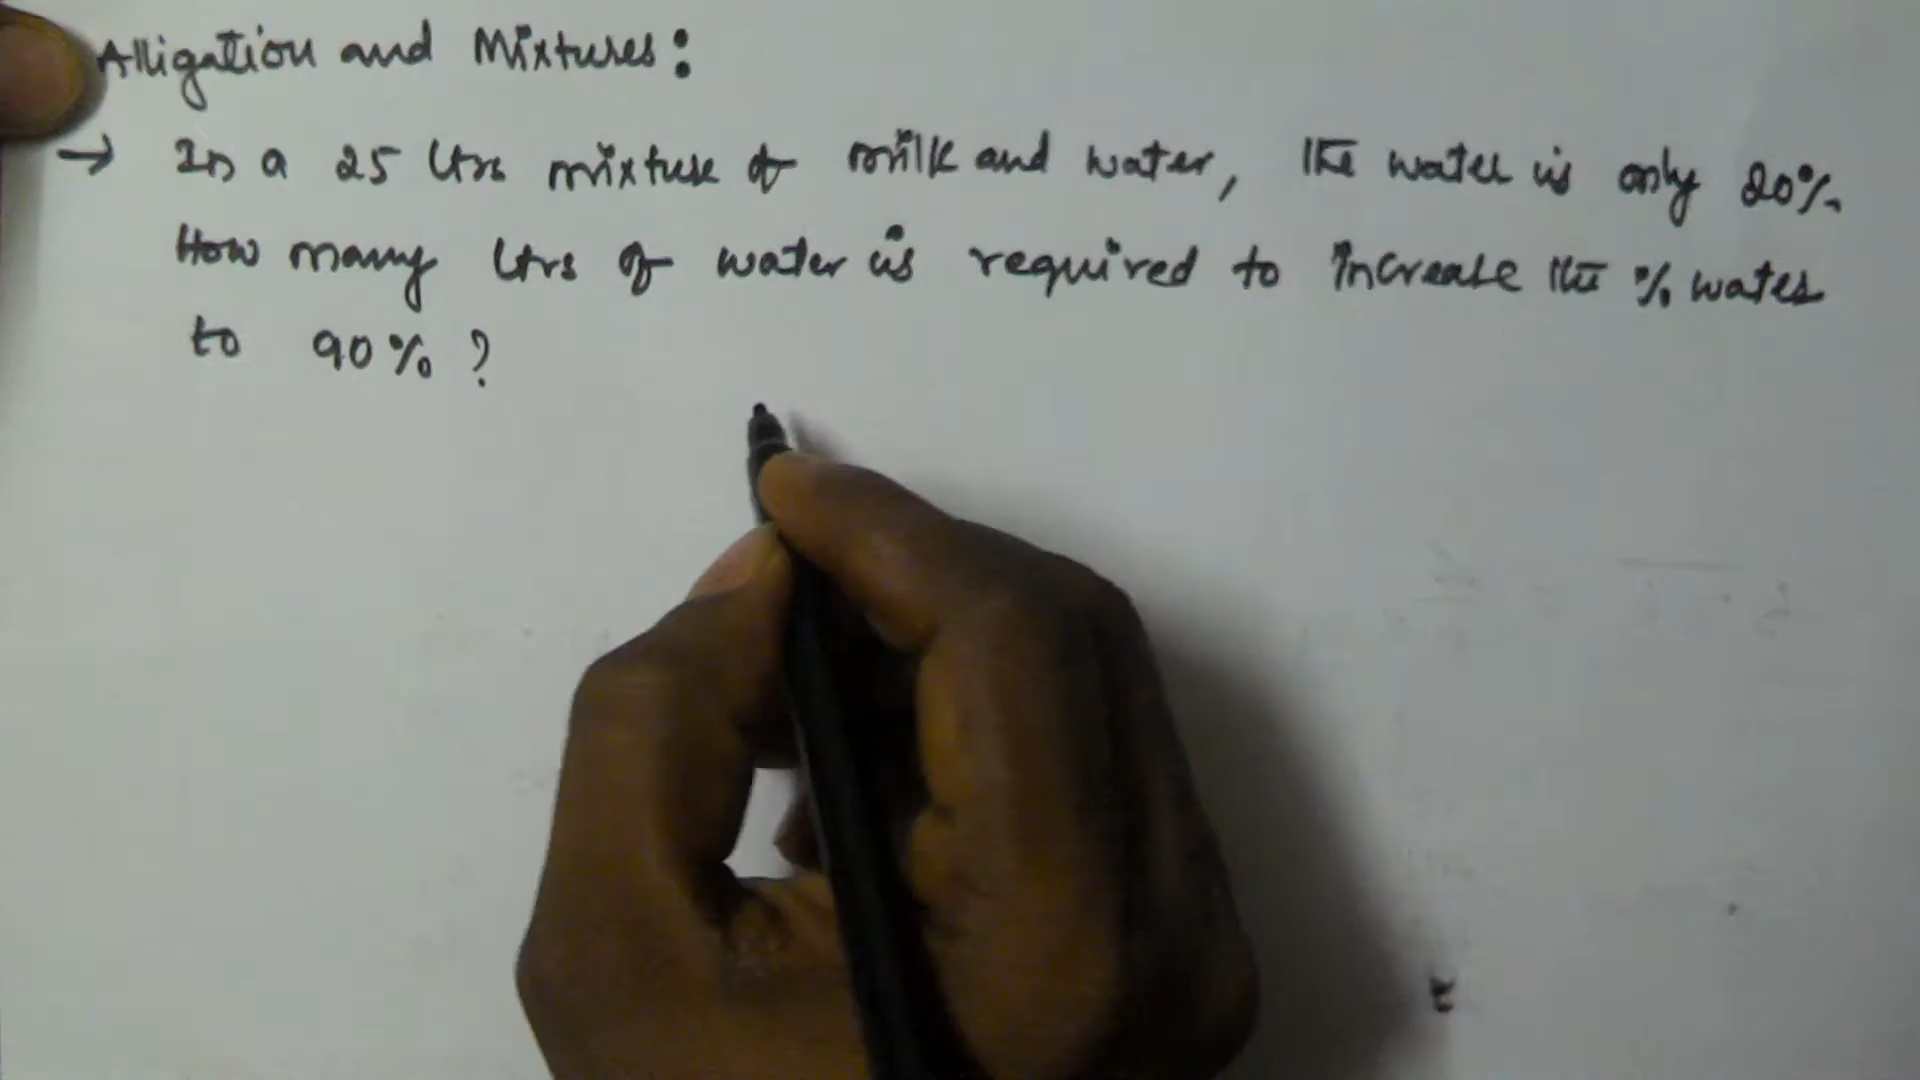 Alligation and Mixtures:
→ In a 25 Ltrs mixture of milk and water, the water is only 20%.
How many Ltrs of water is required to increase the % water
to 90%?